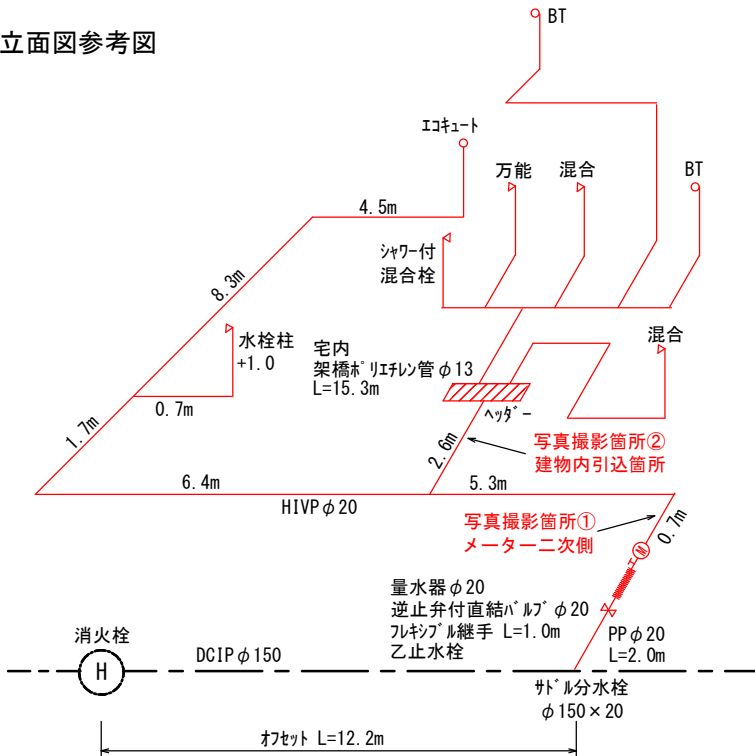 立面図参考図
BT
ｴｺｷｭｰﾄ
万能
混合
BT
4.5m
ｼｬﾜｰ付
混合栓
8.3m
水栓柱
+1.0
宅内
架橋ﾎﾟﾘｴﾁﾚﾝ管φ13
L=15.3m
混合
0.7m
ﾍｯﾀﾞｰ
1.7m
2.6m
写真撮影箇所②
建物内引込箇所
6.4m
5.3m
HIVPφ20
写真撮影箇所①
メーター二次側
0.7m
M
量水器φ20
逆止弁付直結ﾊﾞﾙﾌﾞφ20
ﾌﾚｷｼﾌﾞﾙ継手 L=1.0m
乙止水栓
PPφ20
L=2.0m
消火栓
H
DCIPφ150
ｻﾄﾞﾙ分水栓
φ150×20
ｵﾌｾｯﾄ L=12.2m